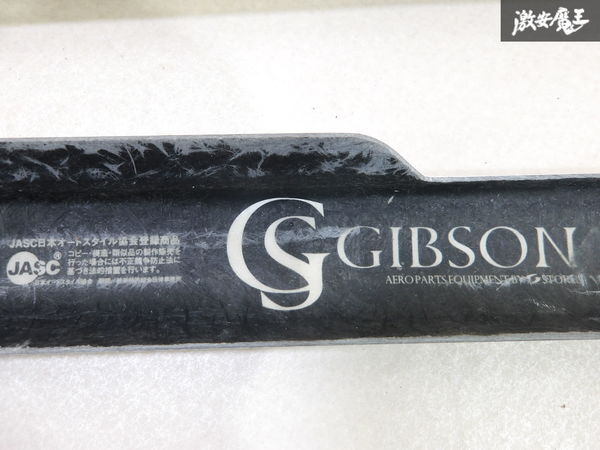 激安魔王
JASC日本オートスタイル協会登録商品
コピー・模造・類似品の製作販売を
行った場合には不正競争防止法に
基づき法的措置を行います。
JASC®
GS GIBSON
AERO PARTS EQUIPMENT BY G STORES